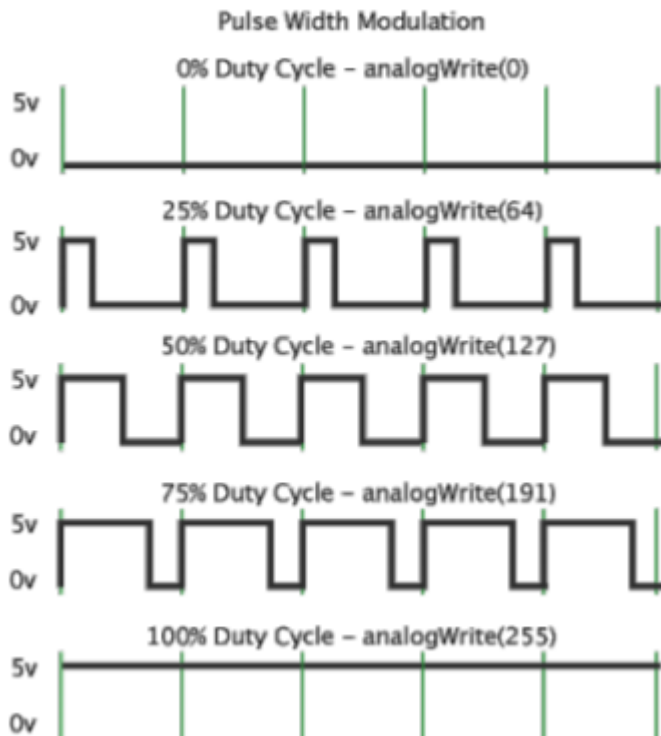 Pulse Width Modulation
0% Duty Cycle – analogWrite(0)
5v
0v
25% Duty Cycle – analogWrite(64)
5v
0v
50% Duty Cycle – analogWrite(127)
5v
0v
75% Duty Cycle – analogWrite(191)
5v
0v
100% Duty Cycle – analogWrite(255)
5v
0v